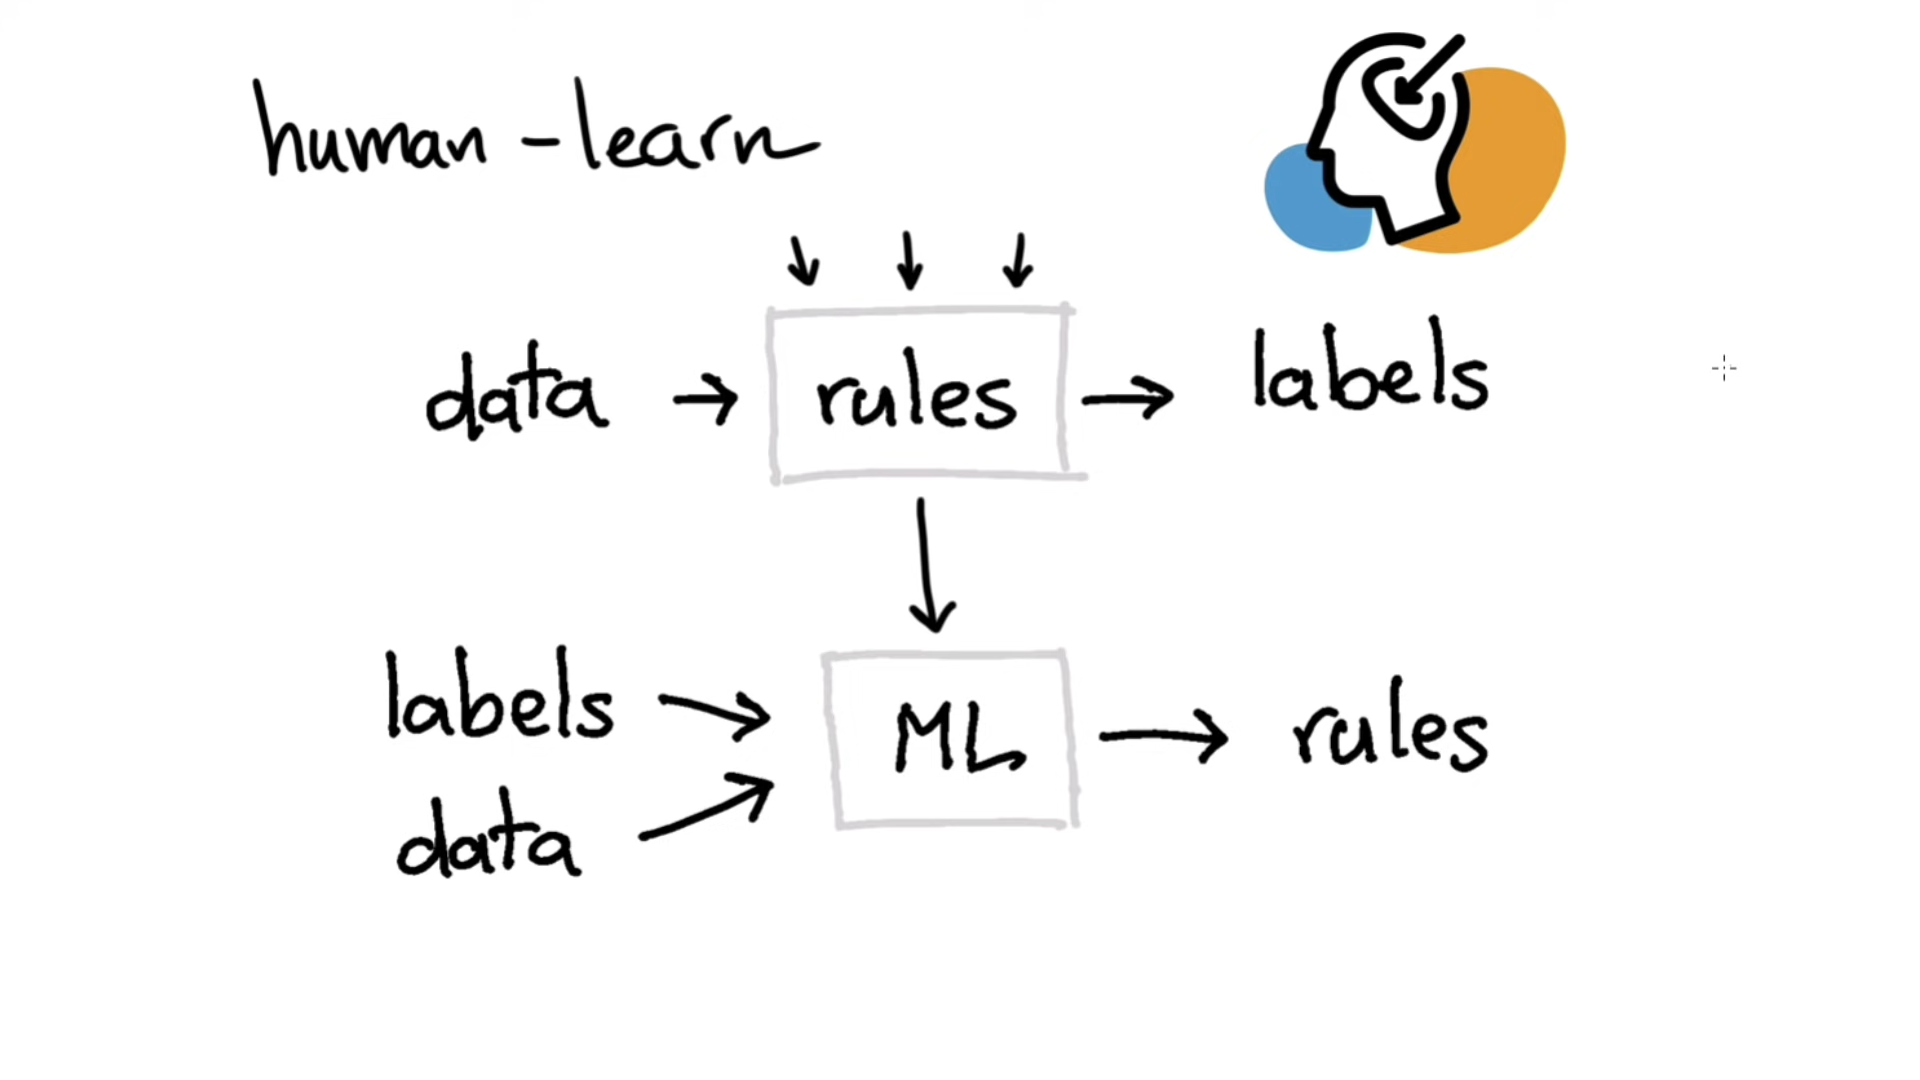 human-learn
data → rules → labels
labels
ML → rules
data